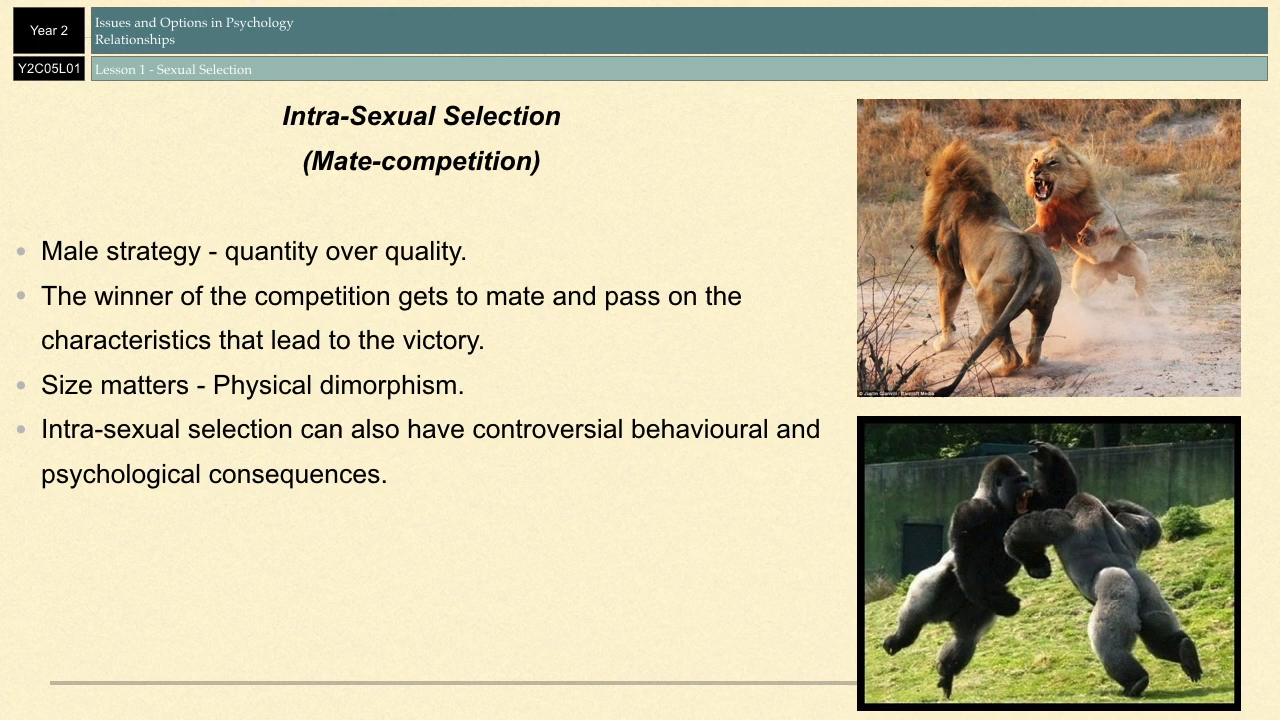 Year 2
Issues and Options in Psychology
Relationships
Y2C05L01
Lesson 1 - Sexual Selection
Intra-Sexual Selection
(Mate-competition)
Male strategy - quantity over quality.
The winner of the competition gets to mate and pass on the
characteristics that lead to the victory.
Size matters - Physical dimorphism.
Intra-sexual selection can also have controversial behavioural and
psychological consequences.